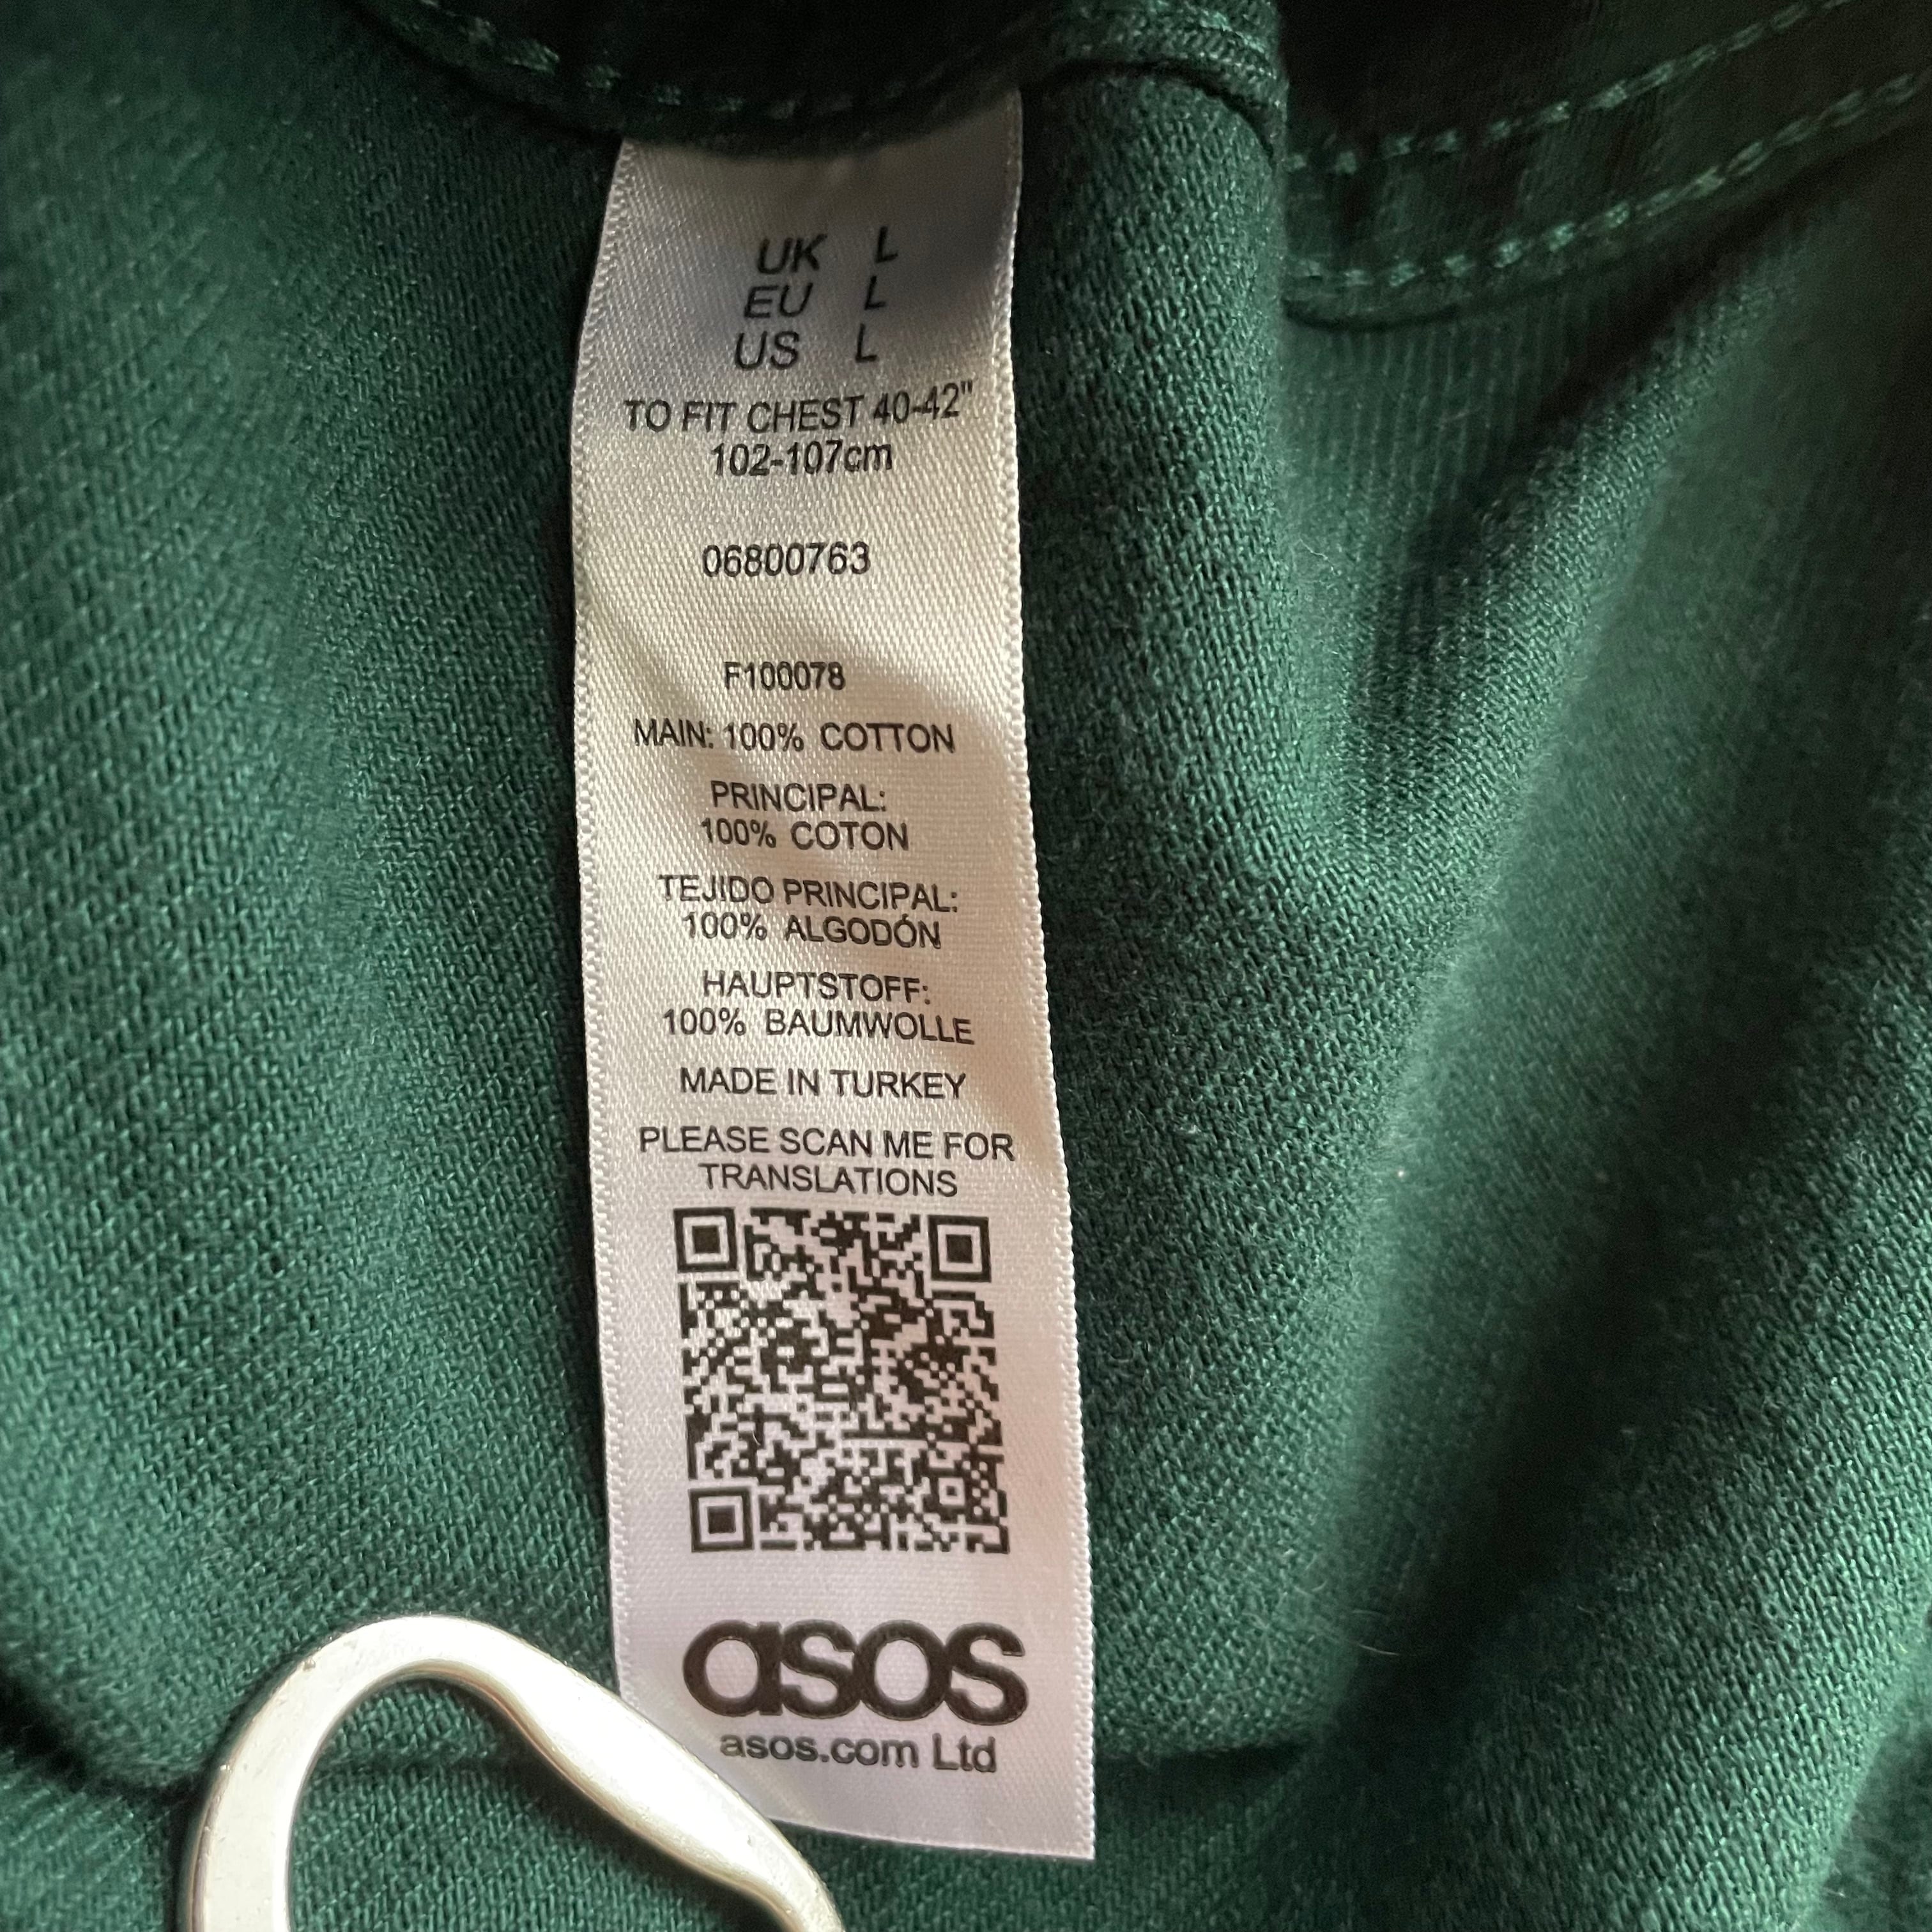 UK L
EU L
US L
TO FIT CHEST 40-42"
102-107cm
06800763
F100078
MAIN: 100% COTTON
PRINCIPAL:
100% COTON
TEJIDO PRINCIPAL:
100% ALGODÓN
HAUPTSTOFF:
100% BAUMWOLLE
MADE IN TURKEY
PLEASE SCAN ME FOR
TRANSLATIONS
asos
asos.com Ltd